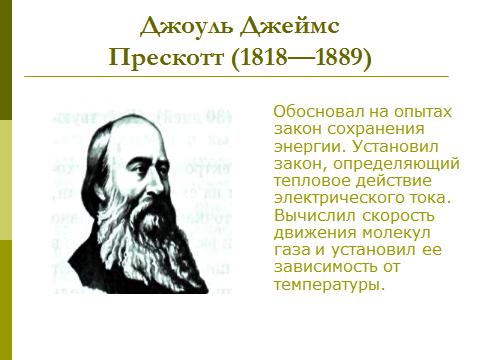 Джоуль Джеймс
Прескотт (1818—1889)
Обосновал на опытах
закон сохранения
энергии. Установил
закон, определяющий
тепловое действие
электрического тока.
Вычислил скорость
движения молекул
газа и установил ее
зависимость от
температуры.